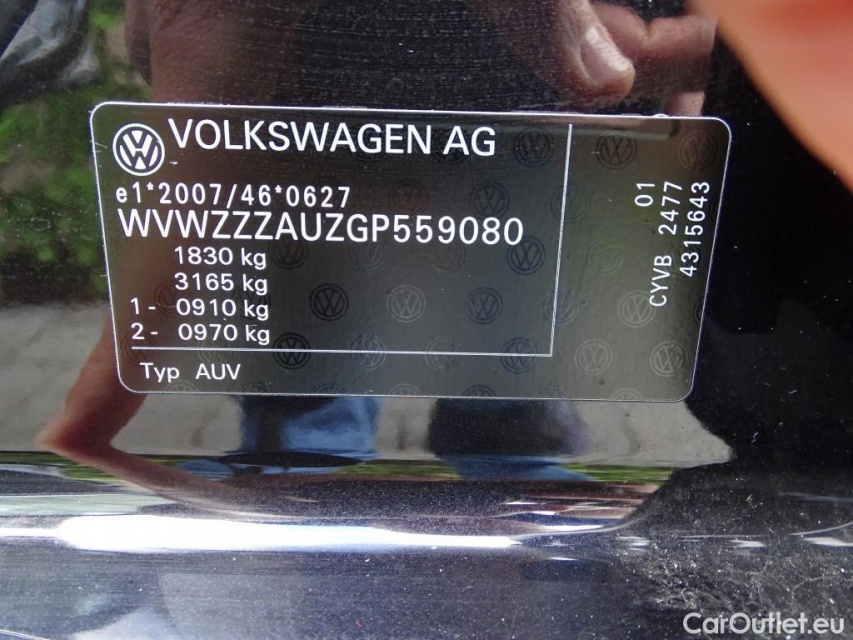 VOLKSWAGEN AG
e1*2007/46*0627
WVWZZZAUZGP559080
1830 kg
3165 kg
1- 0910 kg
2- 0970 kg
Typ AUV
01
CYVB 2477
4315643
CarOutlet.eu